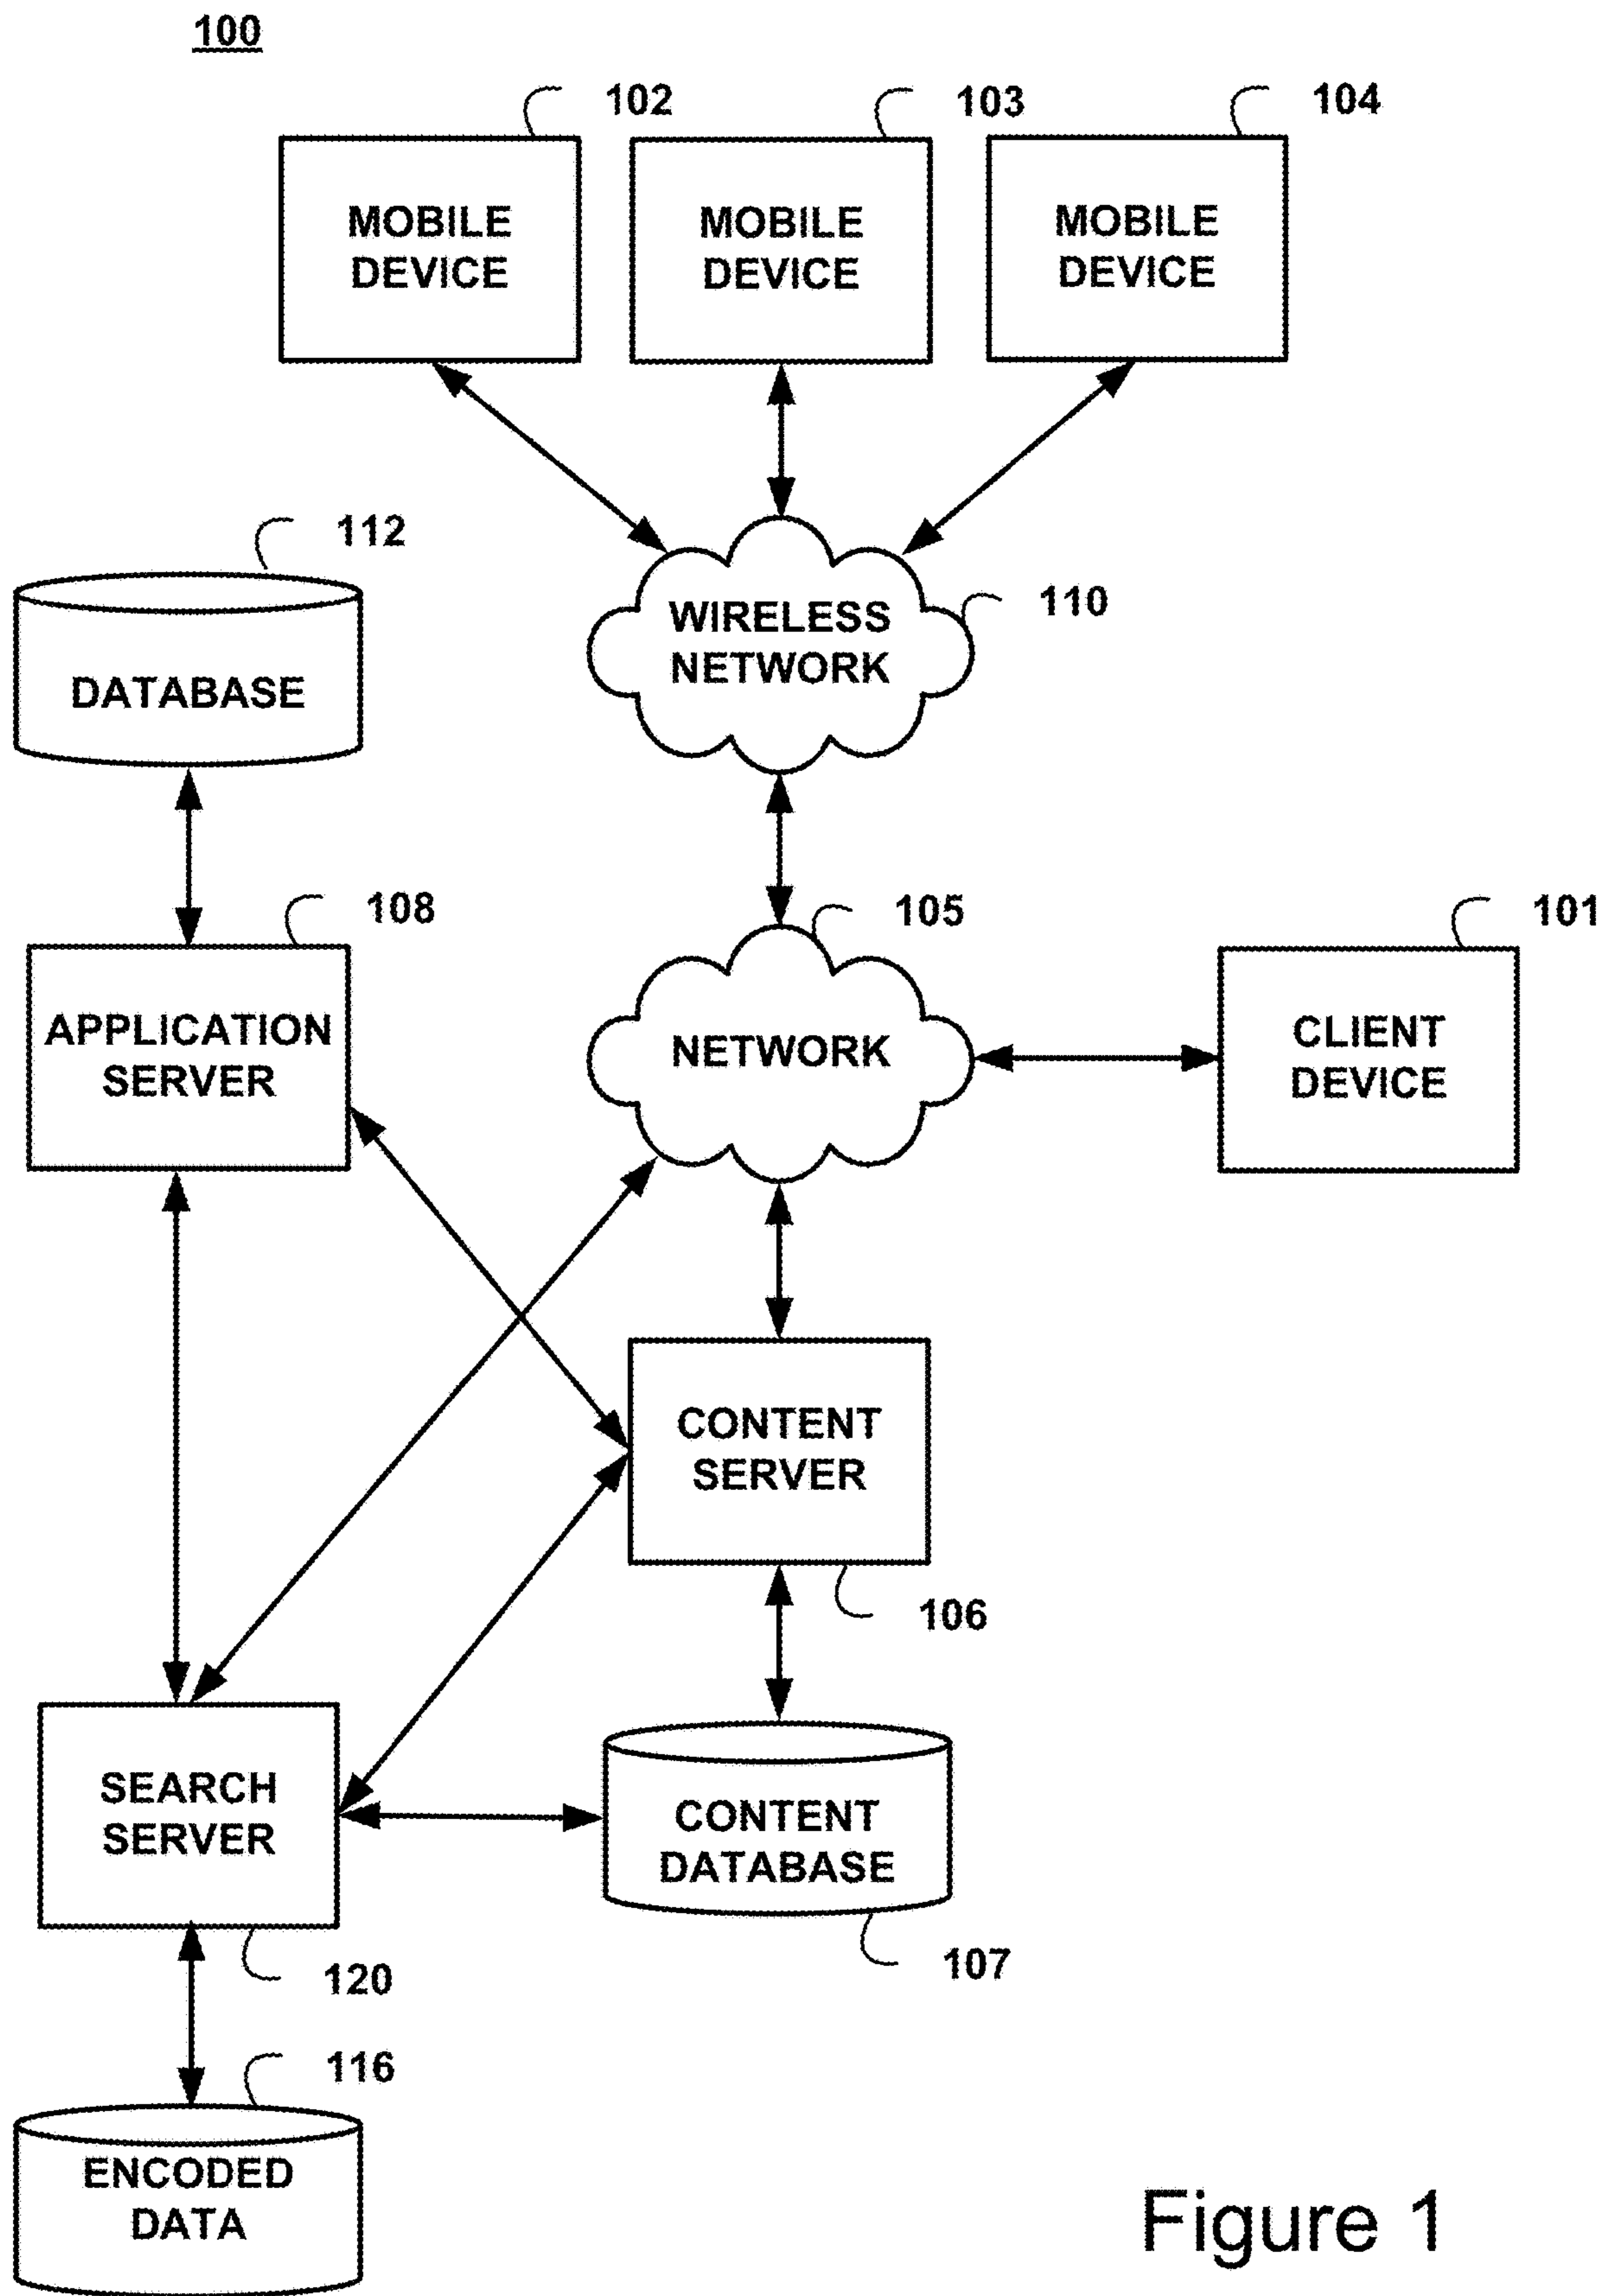 100
102
103
104
MOBILE
DEVICE
MOBILE
DEVICE
MOBILE
DEVICE
112
DATABASE
WIRELESS
NETWORK
110
108
APPLICATION
SERVER
105
NETWORK
101
CLIENT
DEVICE
CONTENT
SERVER
106
SEARCH
SERVER
120
CONTENT
DATABASE
107
116
ENCODED
DATA
Figure 1